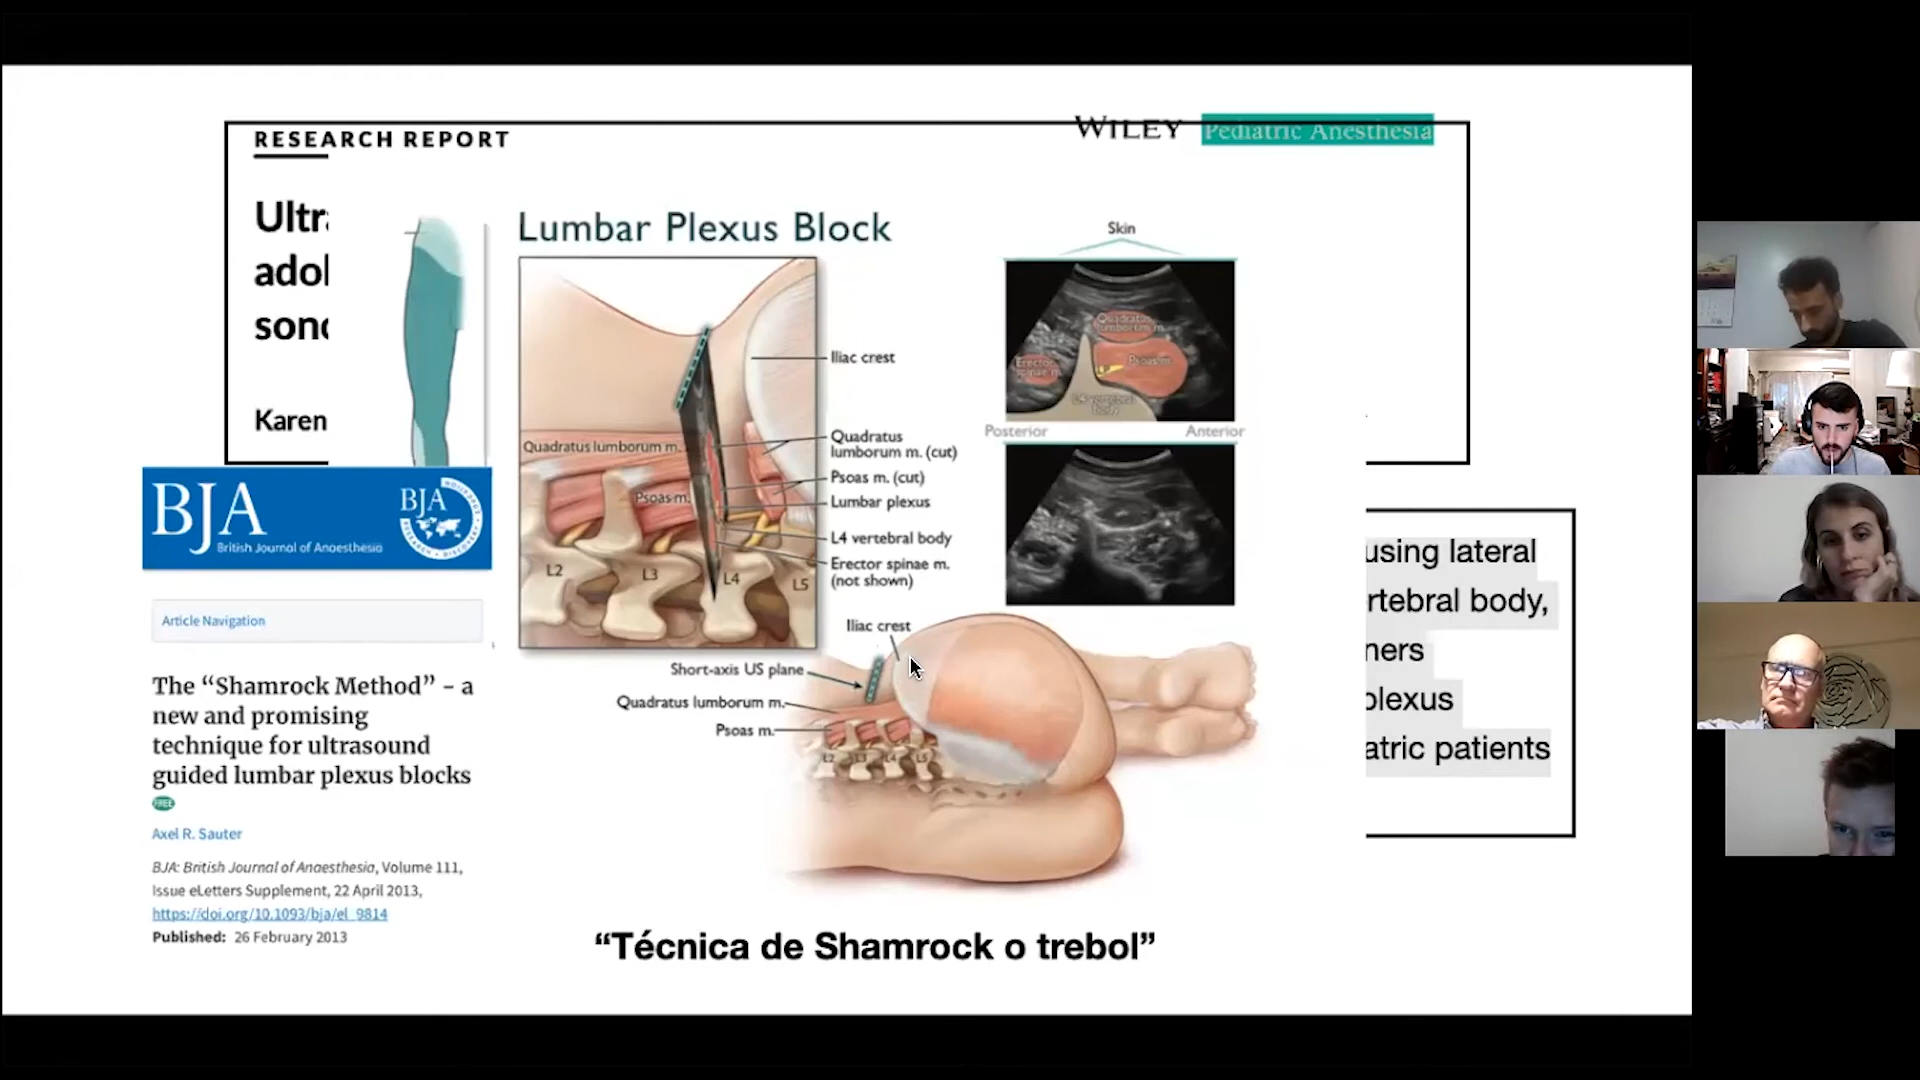 RESEARCH REPORT
WILEY Pediatric Anesthesia
Ultr
adol
sono
Karen
Lumbar Plexus Block
Iliac crest
Quadratus lumborum m.
Quadratus
lumborum m. (cut)
Psoas m.
Psoas m. (cut)
Lumbar plexus
L4 vertebral body
Erector spinae m.
(not shown)
L2
L3
L4
L5
Skin
Quadratus
lumborum m.
Psoas m.
Erector
spinae m.
L4 vertebral
body
Posterior
Anterior
Iliac crest
Short-axis US plane
Quadratus lumborum m.
Psoas m.
L2
L3
L4
L5
BJA
British Journal of Anaesthesia
BJA
Article Navigation
The “Shamrock Method” – a
new and promising
technique for ultrasound
guided lumbar plexus blocks
FREE
Axel R. Sauter
BJA: British Journal of Anaesthesia, Volume 111,
Issue eLetters Supplement, 22 April 2013,
https://doi.org/10.1093/bja/el_9814
Published: 26 February 2013
using lateral
rtebral body,
ners
plexus
atric patients
“Técnica de Shamrock o trebol”